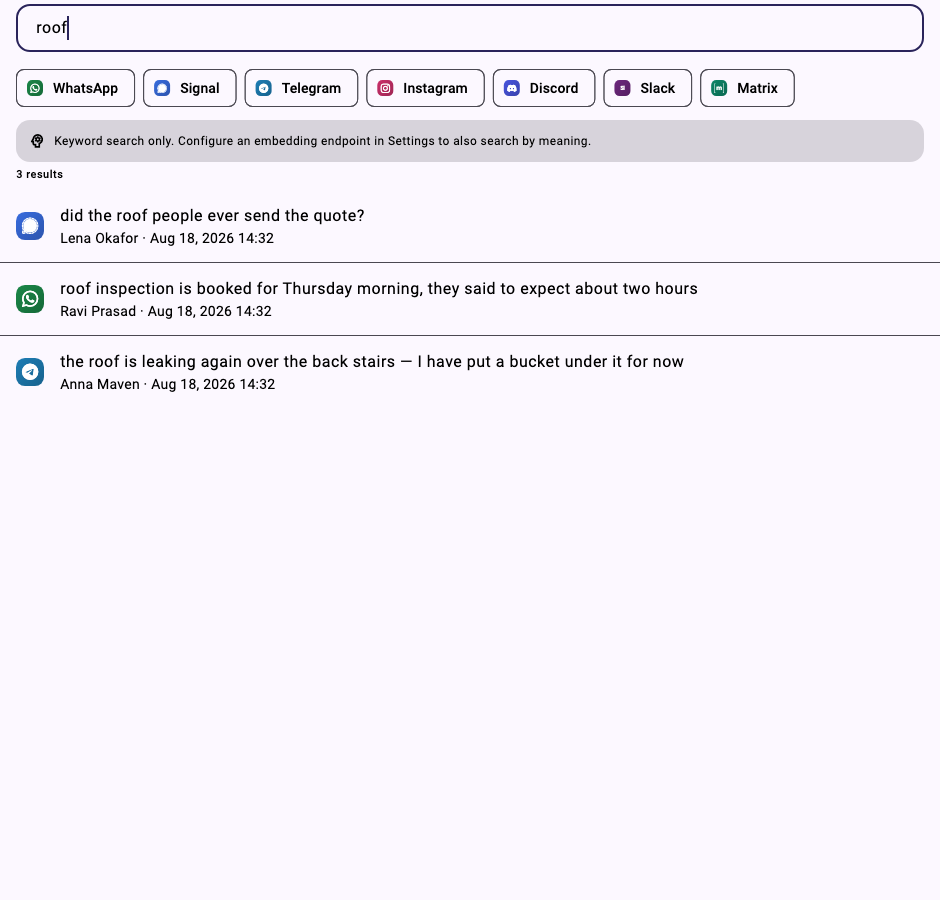 roof
WhatsApp Signal Telegram Instagram Discord Slack Matrix
Keyword search only. Configure an embedding endpoint in Settings to also search by meaning.
3 results
did the roof people ever send the quote?
Lena Okafor · Aug 18, 2026 14:32
roof inspection is booked for Thursday morning, they said to expect about two hours
Ravi Prasad · Aug 18, 2026 14:32
the roof is leaking again over the back stairs — I have put a bucket under it for now
Anna Maven · Aug 18, 2026 14:32